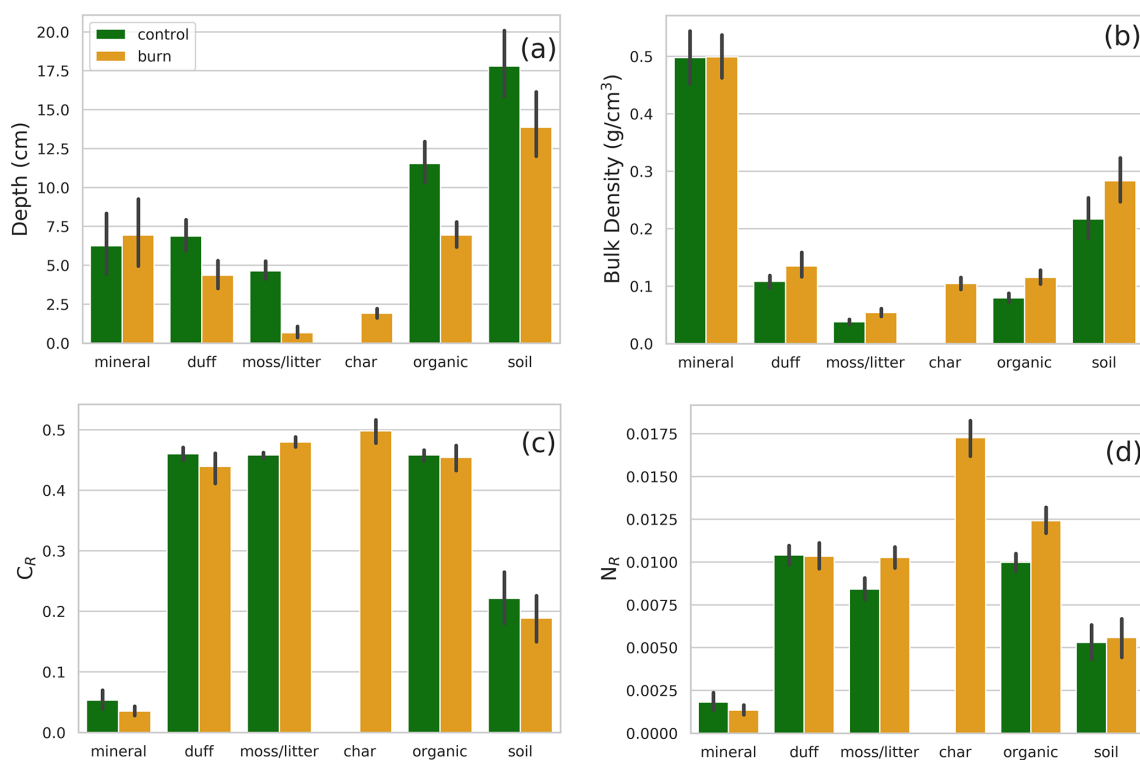 control
burn
(a)
Depth (cm)
20.0
17.5
15.0
12.5
10.0
7.5
5.0
2.5
0.0
mineral duff moss/litter char organic soil
(b)
Bulk Density (g/cm³)
0.5
0.4
0.3
0.2
0.1
0.0
mineral duff moss/litter char organic soil
(c)
C_R
0.5
0.4
0.3
0.2
0.1
0.0
mineral duff moss/litter char organic soil
(d)
N_R
0.0175
0.0150
0.0125
0.0100
0.0075
0.0050
0.0025
0.0000
mineral duff moss/litter char organic soil